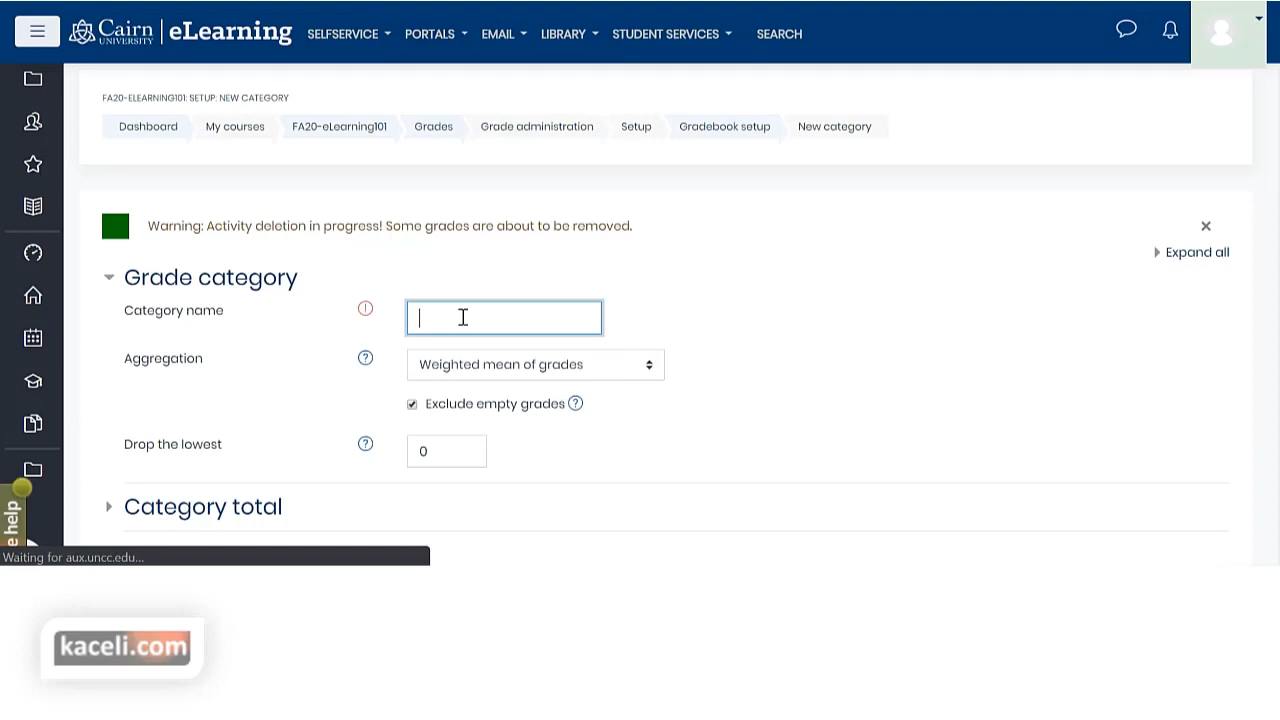 Cairn UNIVERSITY eLearning SELFSERVICE PORTALS EMAIL LIBRARY STUDENT SERVICES SEARCH
FA20-ELEARNING101: SETUP: NEW CATEGORY
Dashboard My courses FA20-eLearning101 Grades Grade administration Setup Gradebook setup New category
Warning: Activity deletion in progress! Some grades are about to be removed. ×
Expand all
Grade category
Category name
Aggregation ? Weighted mean of grades
Exclude empty grades ?
Drop the lowest ? 0
Category total
e help
Waiting for aux.uncc.edu...
kaceli.com